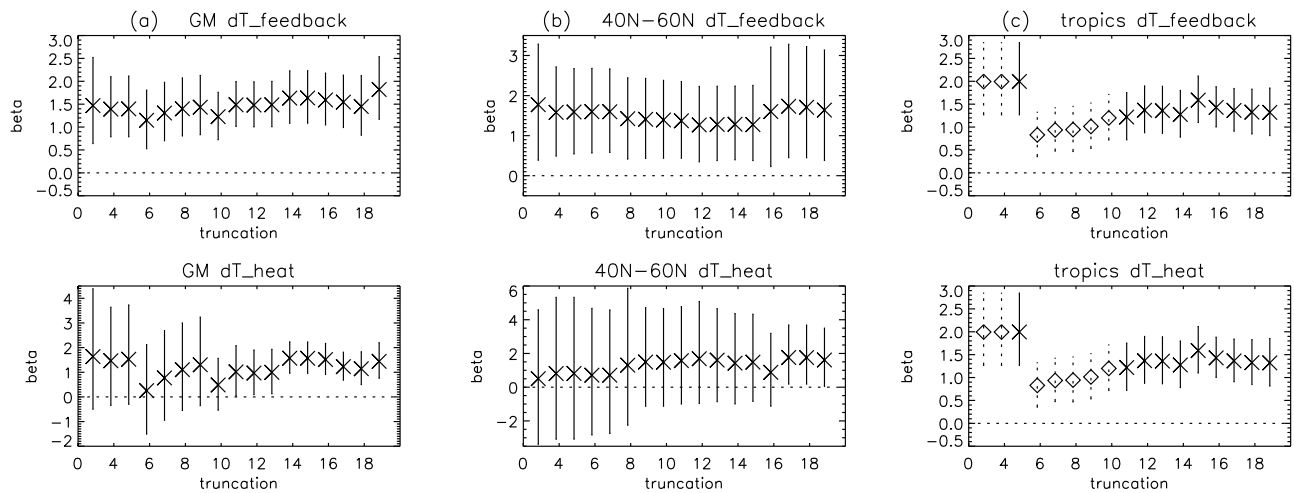 (a) GM dT_feedback
3.0
2.5
2.0
1.5
1.0
0.5
0.0
−0.5
beta
0 4 6 8 10 12 14 16 18
truncation
(b) 40N−60N dT_feedback
3
2
1
0
beta
0 4 6 8 10 12 14 16 18
truncation
(c) tropics dT_feedback
3.0
2.5
2.0
1.5
1.0
0.5
0.0
−0.5
beta
0 4 6 8 10 12 14 16 18
truncation
GM dT_heat
4
3
2
1
0
−1
−2
beta
0 4 6 8 10 12 14 16 18
truncation
40N−60N dT_heat
6
4
2
0
−2
beta
0 4 6 8 10 12 14 16 18
truncation
tropics dT_heat
3.0
2.5
2.0
1.5
1.0
0.5
0.0
−0.5
beta
0 4 6 8 10 12 14 16 18
truncation